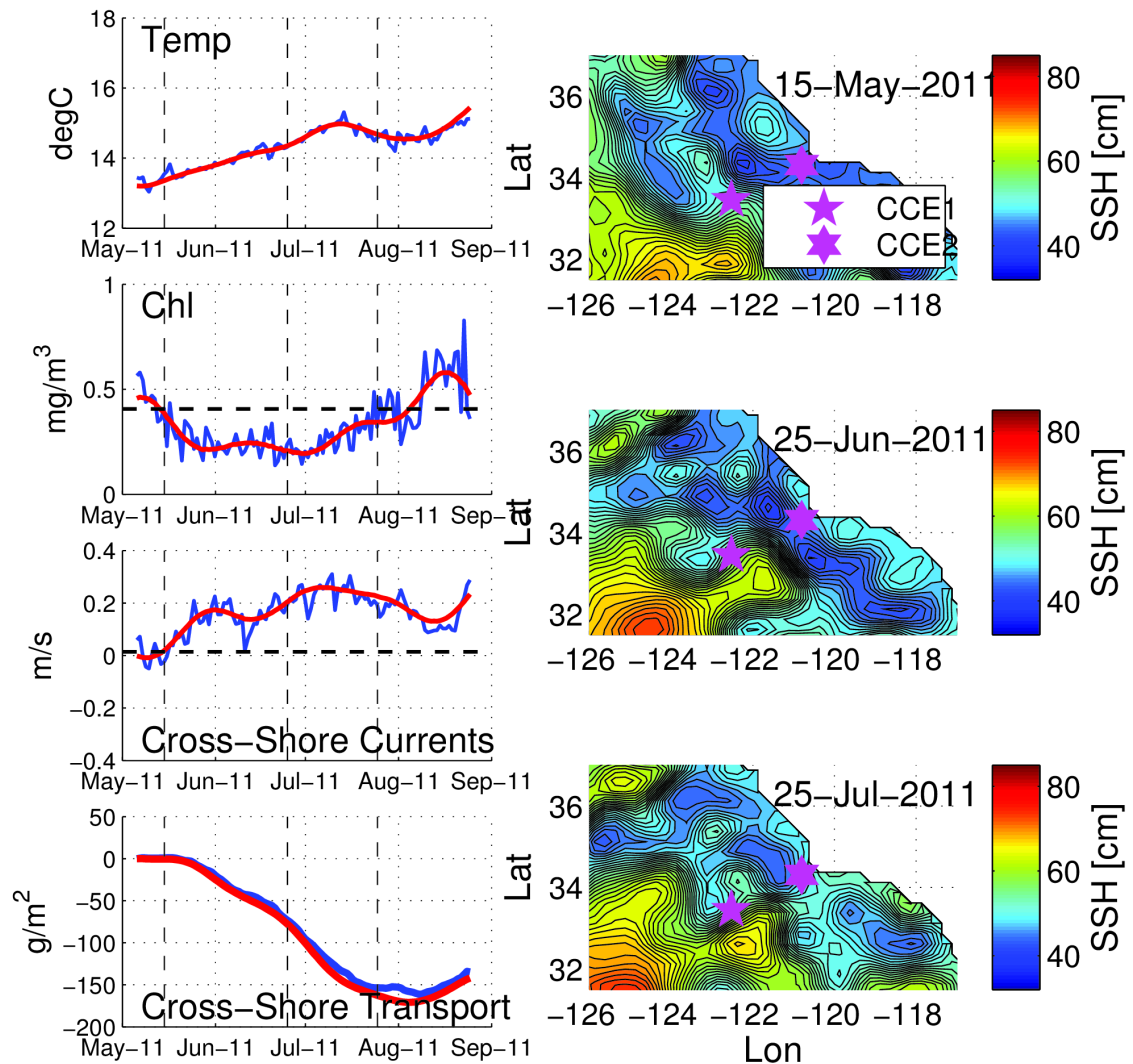 Temp
18
16
14
12
degC
May−11 Jun−11 Jul−11 Aug−11 Sep−11
Chl
1
0.5
0
mg/m³
May−11 Jun−11 Jul−11 Aug−11 Sep−11
0.4
0.2
0
−0.2
−0.4
m/s
Cross−Shore Currents
May−11 Jun−11 Jul−11 Aug−11 Sep−11
50
0
−50
−100
−150
−200
g/m²
Cross−Shore Transport
May−11 Jun−11 Jul−11 Aug−11 Sep−11
15−May−2011
36
34
32
Lat
CCE1
CCE2
−126 −124 −122 −120 −118
80
60
40
SSH [cm]
25−Jun−2011
36
34
32
Lat
−126 −124 −122 −120 −118
80
60
40
SSH [cm]
25−Jul−2011
36
34
32
Lat
−126 −124 −122 −120 −118
Lon
80
60
40
SSH [cm]